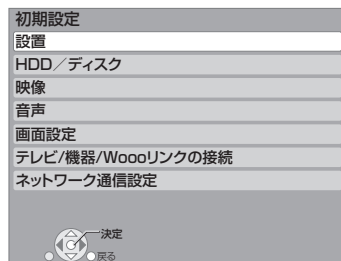 初期設定
設置
HDD／ディスク
映像
音声
画面設定
テレビ/機器/Woooリンクの接続
ネットワーク通信設定
決定
戻る